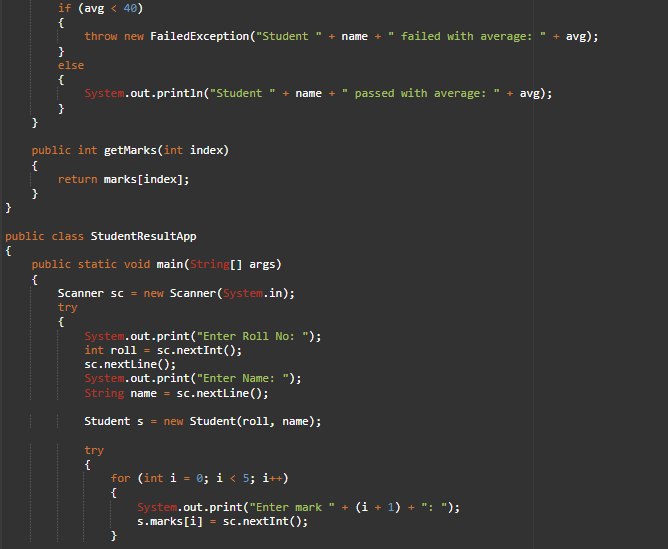 if (avg < 40)
{
throw new FailedException("Student " + name + " failed with average: " + avg);
}
else
{
System.out.println("Student " + name + " passed with average: " + avg);
}
}
public int getMarks(int index)
{
return marks[index];
}
}
public class StudentResultApp
{
public static void main(String[] args)
{
Scanner sc = new Scanner(System.in);
try
{
System.out.print("Enter Roll No: ");
int roll = sc.nextInt();
sc.nextLine();
System.out.print("Enter Name: ");
String name = sc.nextLine();
Student s = new Student(roll, name);
try
{
for (int i = 0; i < 5; i++)
{
System.out.print("Enter mark " + (i + 1) + ": ");
s.marks[i] = sc.nextInt();
}